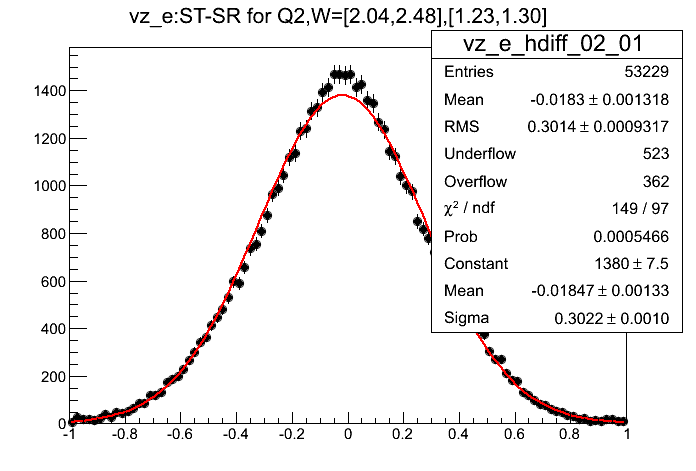 vz_e:ST-SR for Q2,W=[2.04,2.48],[1.23,1.30]
vz_e_hdiff_02_01
Entries 53229
Mean -0.0183 ± 0.001318
RMS 0.3014 ± 0.0009317
Underflow 523
Overflow 362
χ² / ndf 149 / 97
Prob 0.0005466
Constant 1380 ± 7.5
Mean -0.01847 ± 0.00133
Sigma 0.3022 ± 0.0010
1400
1200
1000
800
600
400
200
0
-1 -0.8 -0.6 -0.4 -0.2 0 0.2 0.4 0.6 0.8 1